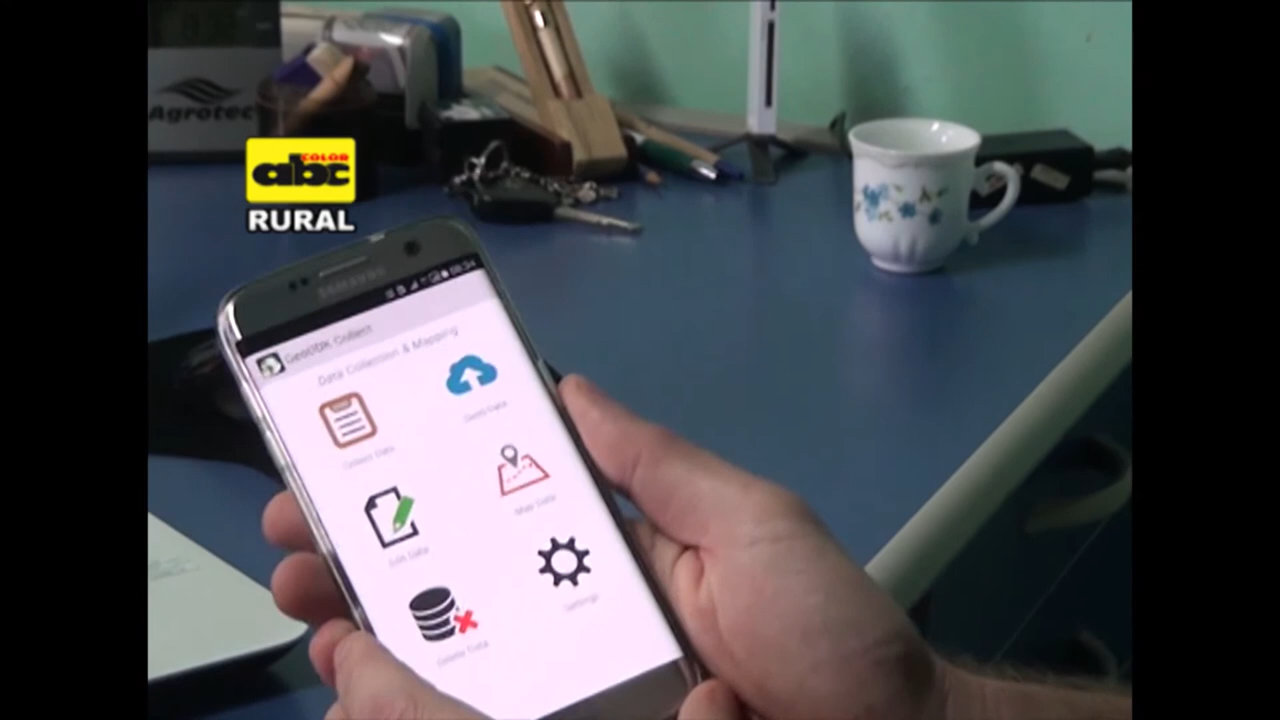 Agrotec
abc COLOR
RURAL
SAMSUNG
GeoODK Collect
Data Collection & Mapping
Collect Data
Send Data
Edit Data
Map Data
Delete Data
Settings